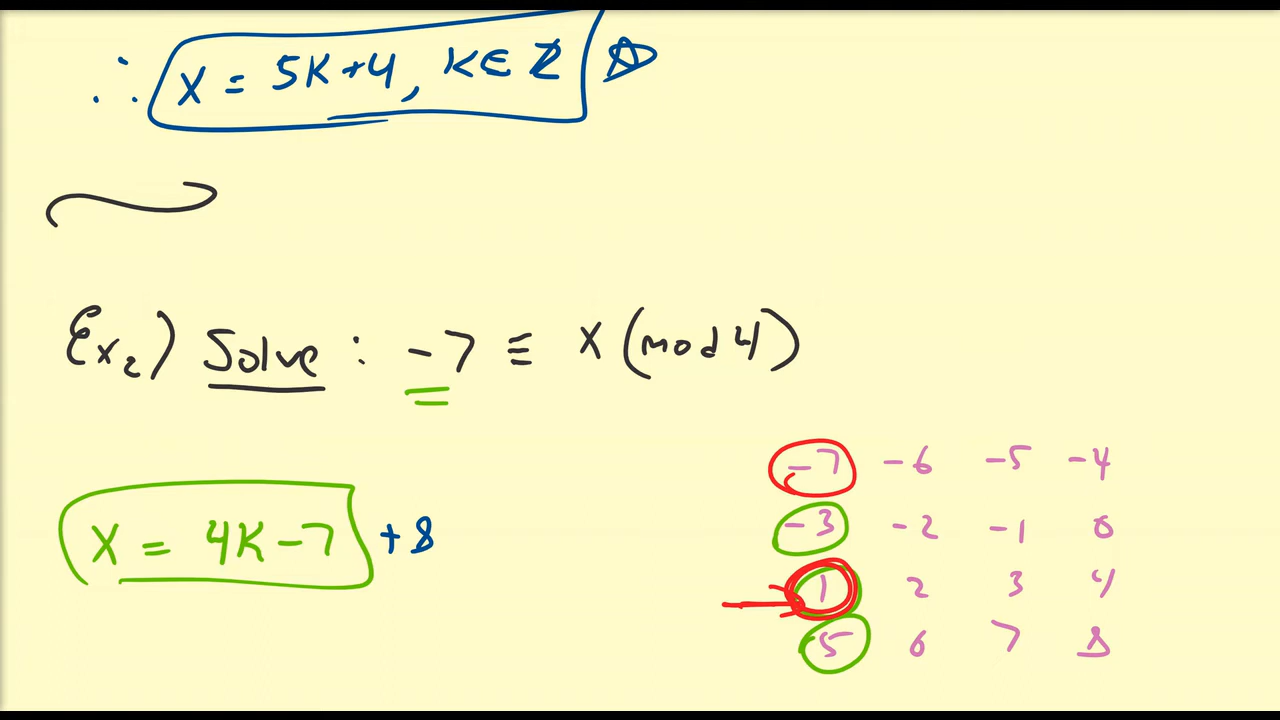 ∴ x = 5K+4, K∈ℤ
Ex₂) Solve : -7 ≡ x (mod 4)
x = 4K-7 +8
-7 -6 -5 -4
-3 -2 -1 0
1 2 3 4
5 6 7 8